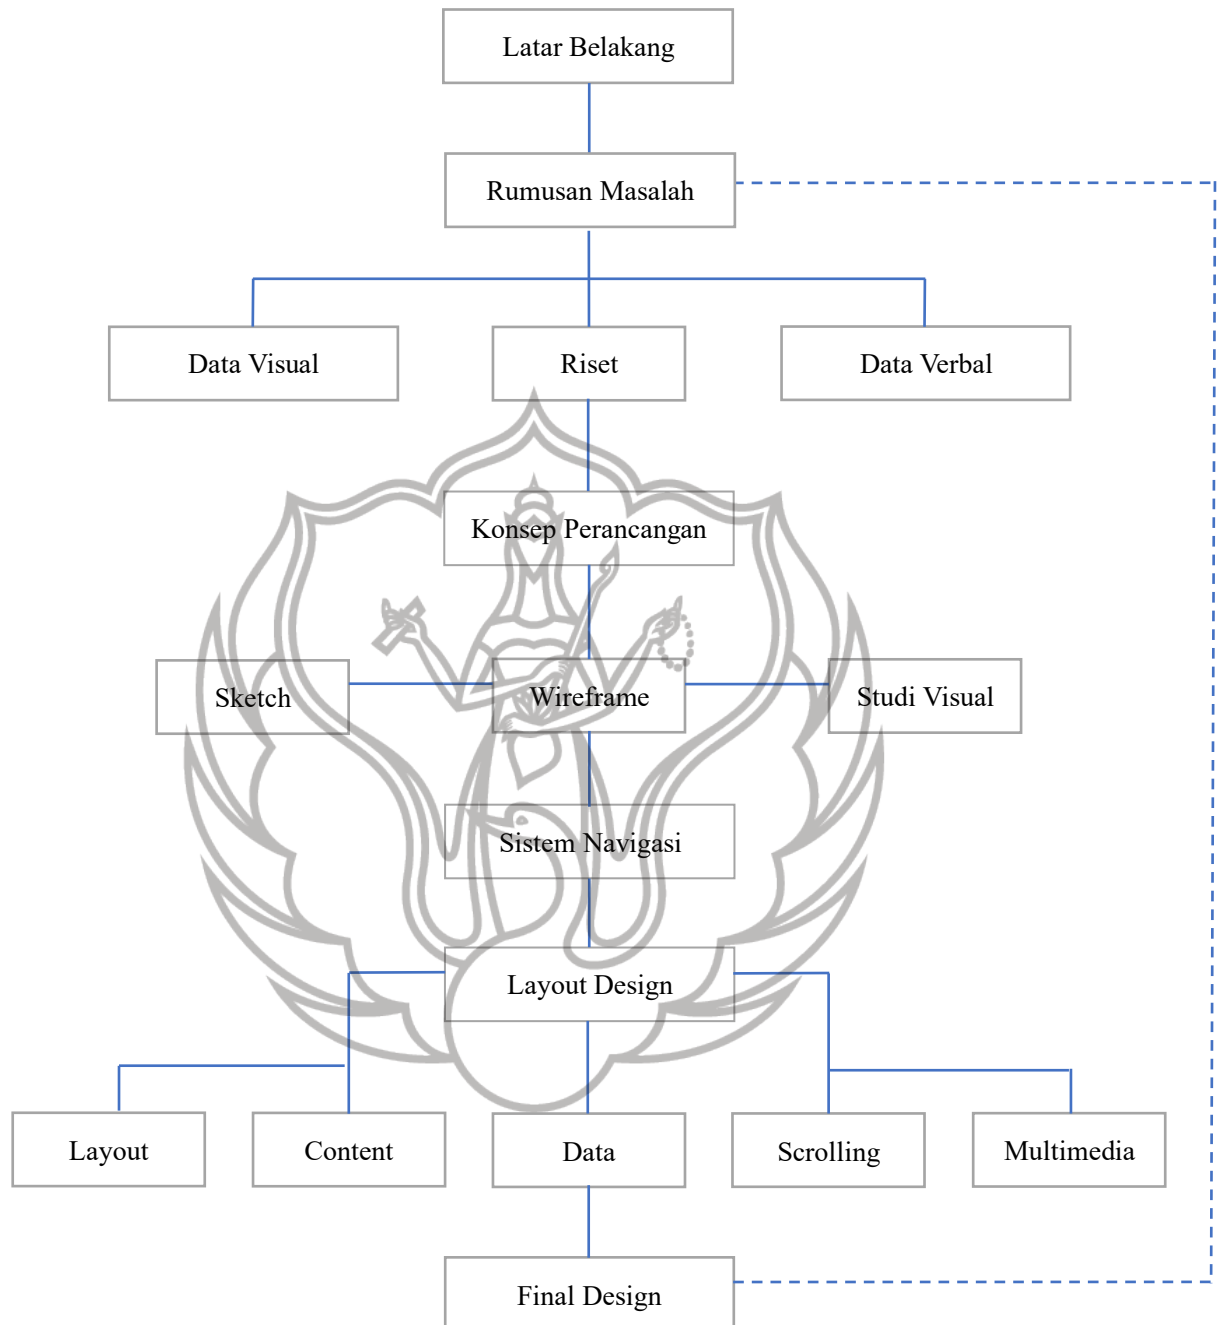 Latar Belakang
Rumusan Masalah
Data Visual
Riset
Data Verbal
Konsep Perancangan
Sketch
Wireframe
Studi Visual
Sistem Navigasi
Layout Design
Layout
Content
Data
Scrolling
Multimedia
Final Design